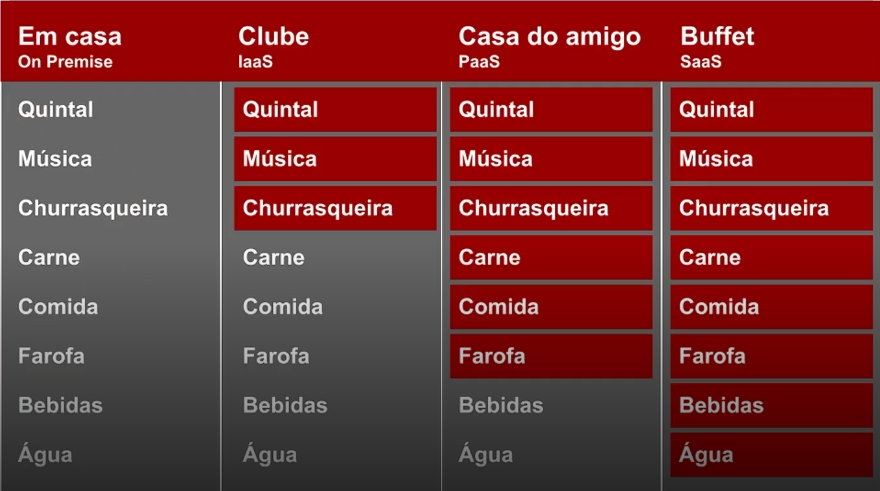 Em casa
On Premise
Clube
IaaS
Casa do amigo
PaaS
Buffet
SaaS
Quintal Quintal Quintal Quintal
Música Música Música Música
Churrasqueira Churrasqueira Churrasqueira Churrasqueira
Carne Carne Carne Carne
Comida Comida Comida Comida
Farofa Farofa Farofa Farofa
Bebidas Bebidas Bebidas Bebidas
Água Água Água Água